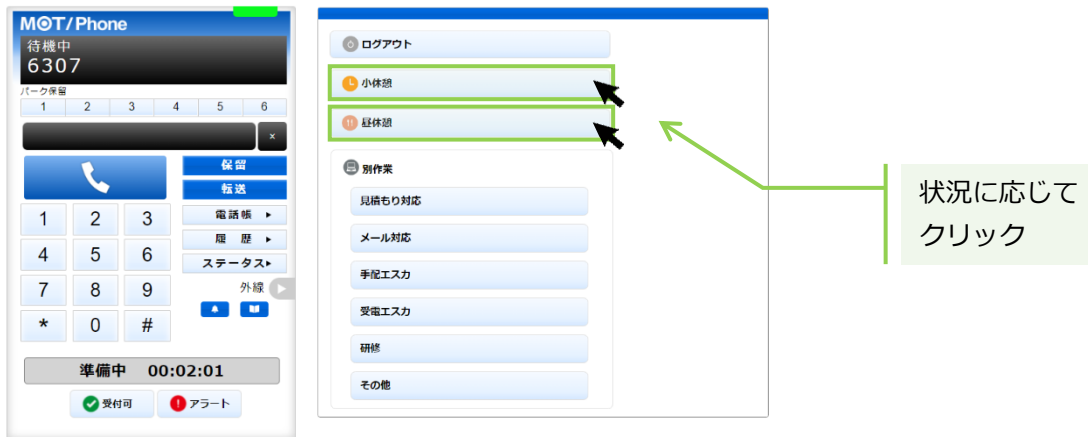 MOT/Phone
待機中
6307
パーク保留
1 2 3 4 5 6
×
保留
転送
1 2 3
電話帳
履歴
4 5 6
ステータス
7 8 9
外線
* 0 #
準備中 00:02:01
受付可 アラート
ログアウト
小休憩
昼休憩
別作業
見積もり対応
メール対応
手配エスカ
受電エスカ
研修
その他
状況に応じて
クリック